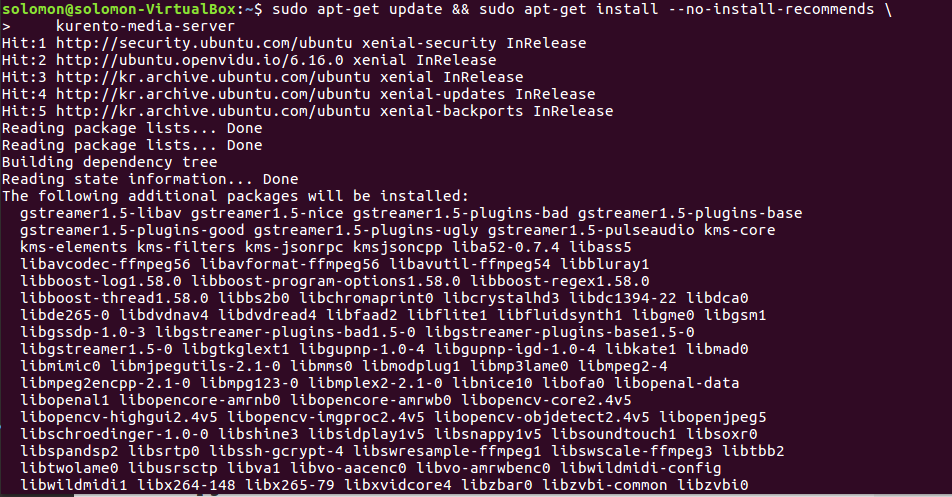 solomon@solomon-VirtualBox:~$ sudo apt-get update && sudo apt-get install --no-install-recommends \
>     kurento-media-server
Hit:1 http://security.ubuntu.com/ubuntu xenial-security InRelease
Hit:2 http://ubuntu.openvidu.io/6.16.0 xenial InRelease
Hit:3 http://kr.archive.ubuntu.com/ubuntu xenial InRelease
Hit:4 http://kr.archive.ubuntu.com/ubuntu xenial-updates InRelease
Hit:5 http://kr.archive.ubuntu.com/ubuntu xenial-backports InRelease
Reading package lists... Done
Reading package lists... Done
Building dependency tree
Reading state information... Done
The following additional packages will be installed:
  gstreamer1.5-libav gstreamer1.5-nice gstreamer1.5-plugins-bad gstreamer1.5-plugins-base
  gstreamer1.5-plugins-good gstreamer1.5-plugins-ugly gstreamer1.5-pulseaudio kms-core
  kms-elements kms-filters kms-jsonrpc kmsjsoncpp liba52-0.7.4 libass5
  libavcodec-ffmpeg56 libavformat-ffmpeg56 libavutil-ffmpeg54 libbluray1
  libboost-log1.58.0 libboost-program-options1.58.0 libboost-regex1.58.0
  libboost-thread1.58.0 libbs2b0 libchromaprint0 libcrystalhd3 libdc1394-22 libdca0
  libde265-0 libdvdnav4 libdvdread4 libfaad2 libflite1 libfluidsynth1 libgme0 libgsm1
  libgssdp-1.0-3 libgstreamer-plugins-bad1.5-0 libgstreamer-plugins-base1.5-0
  libgstreamer1.5-0 libgtkglext1 libgupnp-1.0-4 libgupnp-igd-1.0-4 libkate1 libmad0
  libmimic0 libmjpegutils-2.1-0 libmms0 libmodplug1 libmp3lame0 libmpeg2-4
  libmpeg2encpp-2.1-0 libmpg123-0 libmplex2-2.1-0 libnice10 libofa0 libopenal-data
  libopenal1 libopencore-amrnb0 libopencore-amrwb0 libopencv-core2.4v5
  libopencv-highgui2.4v5 libopencv-imgproc2.4v5 libopencv-objdetect2.4v5 libopenjpeg5
  libschroedinger-1.0-0 libshine3 libsidplay1v5 libsnappy1v5 libsoundtouch1 libsoxr0
  libspandsp2 libsrtp0 libssh-gcrypt-4 libswresample-ffmpeg1 libswscale-ffmpeg3 libtbb2
  libtwolame0 libusrsctp libva1 libvo-aacenc0 libvo-amrwbenc0 libwildmidi-config
  libwildmidi1 libx264-148 libx265-79 libxvidcore4 libzbar0 libzvbi-common libzvbi0